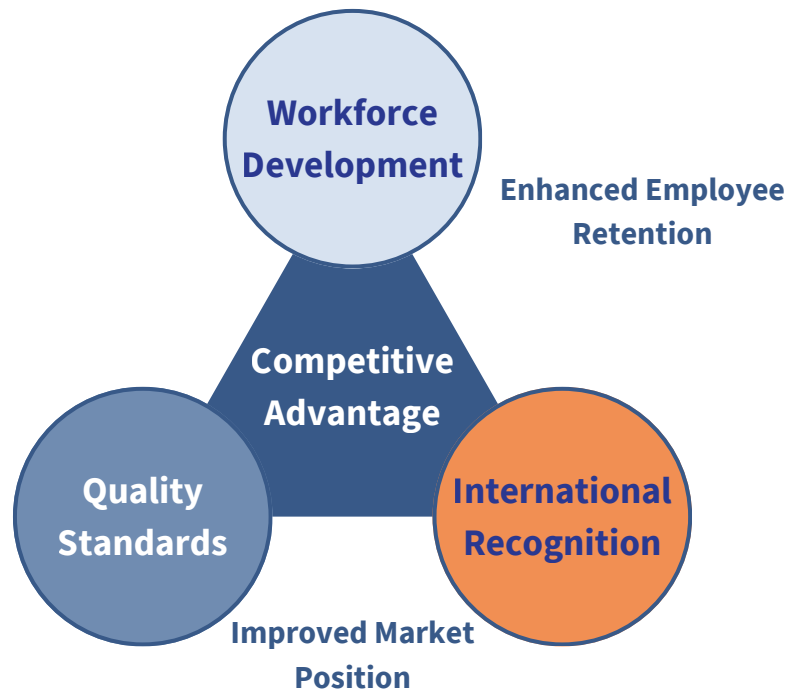 Workforce
Development
Enhanced Employee
Retention
Competitive
Advantage
Quality
Standards
International
Recognition
Improved Market
Position